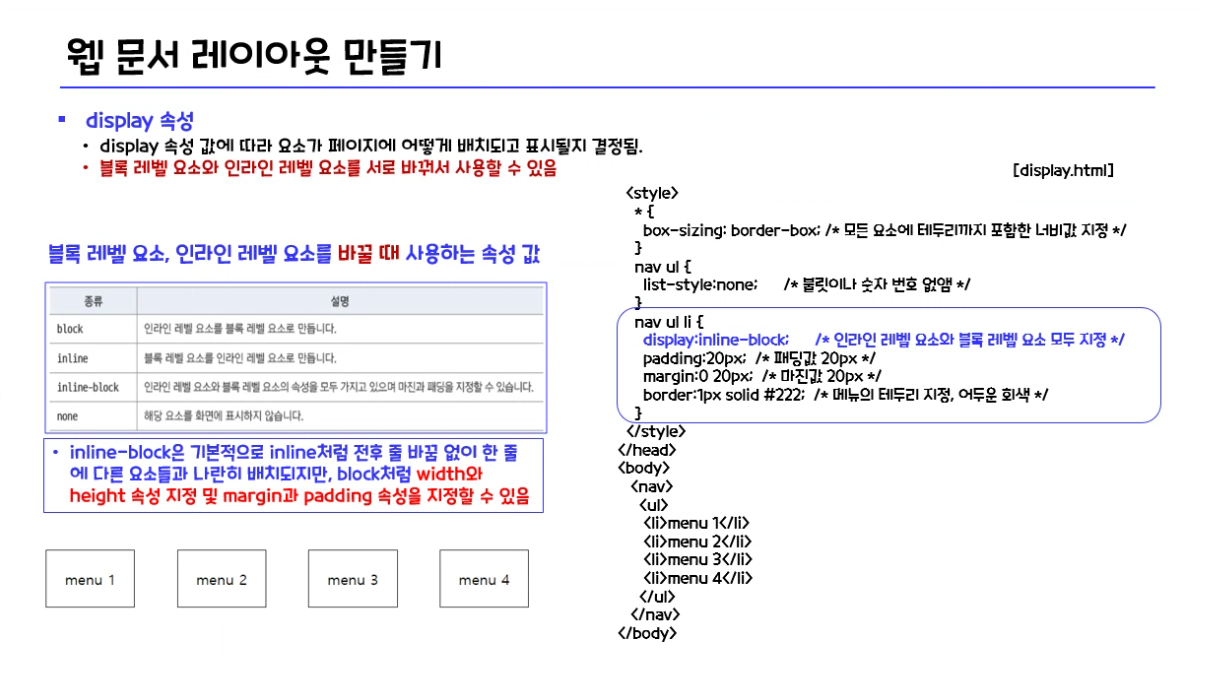 웹 문서 레이아웃 만들기
▪ display 속성
• display 속성 값에 따라 요소가 페이지에 어떻게 배치되고 표시될지 결정됨.
• 블록 레벨 요소와 인라인 레벨 요소를 서로 바꿔서 사용할 수 있음
블록 레벨 요소, 인라인 레벨 요소를 바꿀 때 사용하는 속성 값
종류 설명
block 인라인 레벨 요소를 블록 레벨 요소로 만듭니다.
inline 블록 레벨 요소를 인라인 레벨 요소로 만듭니다.
inline-block 인라인 레벨 요소와 블록 레벨 요소의 속성을 모두 가지고 있으며 마진과 패딩을 지정할 수 있습니다.
none 해당 요소를 화면에 표시하지 않습니다.
• inline-block은 기본적으로 inline처럼 전후 줄 바꿈 없이 한 줄
에 다른 요소들과 나란히 배치되지만, block처럼 width와
height 속성 지정 및 margin과 padding 속성을 지정할 수 있음
menu 1 menu 2 menu 3 menu 4
[display.html]
<style>
* {
box-sizing: border-box; /* 모든 요소에 테두리까지 포함한 너비값 지정 */
}
nav ul {
list-style:none; /* 불릿이나 숫자 번호 없앰 */
}
nav ul li {
display:inline-block; /* 인라인 레벨 요소와 블록 레벨 요소 모두 지정 */
padding:20px; /* 패딩값 20px */
margin:0 20px; /* 마진값 20px */
border:1px solid #222; /* 메뉴의 테두리 지정, 어두운 회색 */
}
</style>
</head>
<body>
<nav>
<ul>
<li>menu 1</li>
<li>menu 2</li>
<li>menu 3</li>
<li>menu 4</li>
</ul>
</nav>
</body>